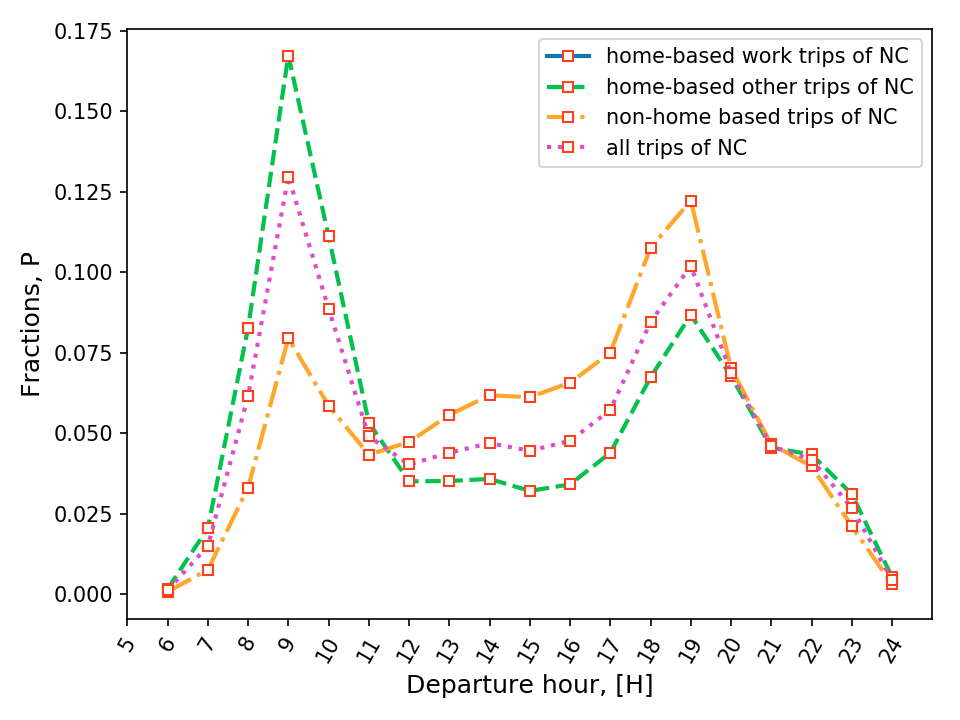 0.175
0.150
0.125
0.100
0.075
0.050
0.025
0.000
Fractions, P
home-based work trips of NC
home-based other trips of NC
non-home based trips of NC
all trips of NC
5 6 7 8 9 10 11 12 13 14 15 16 17 18 19 20 21 22 23 24
Departure hour, [H]